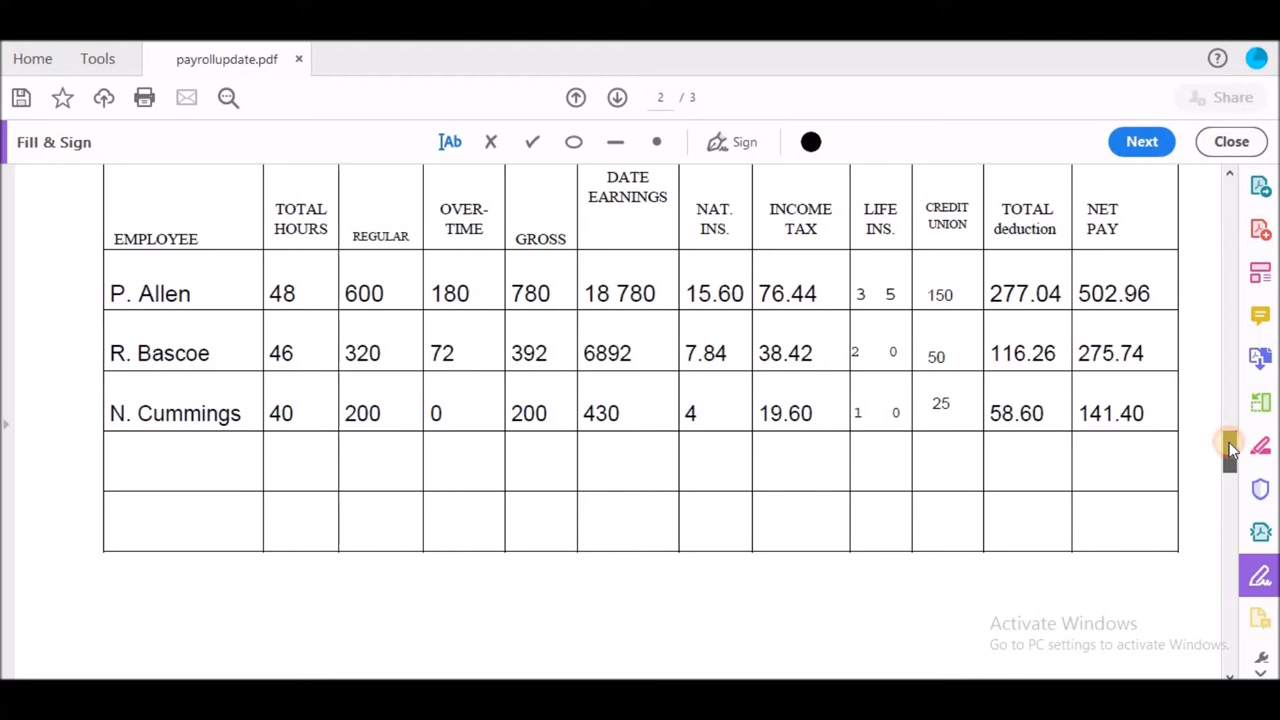 Home Tools payrollupdate.pdf ×
2 / 3 Share
Fill & Sign Ab Sign Next Close
EMPLOYEE TOTAL HOURS REGULAR OVER-TIME GROSS DATE EARNINGS NAT. INS. INCOME TAX LIFE INS. CREDIT UNION TOTAL deduction NET PAY
P. Allen 48 600 180 780 18 780 15.60 76.44 3 5 150 277.04 502.96
R. Bascoe 46 320 72 392 6892 7.84 38.42 2 0 50 116.26 275.74
N. Cummings 40 200 0 200 430 4 19.60 1 0 25 58.60 141.40
Activate Windows
Go to PC settings to activate Windows.